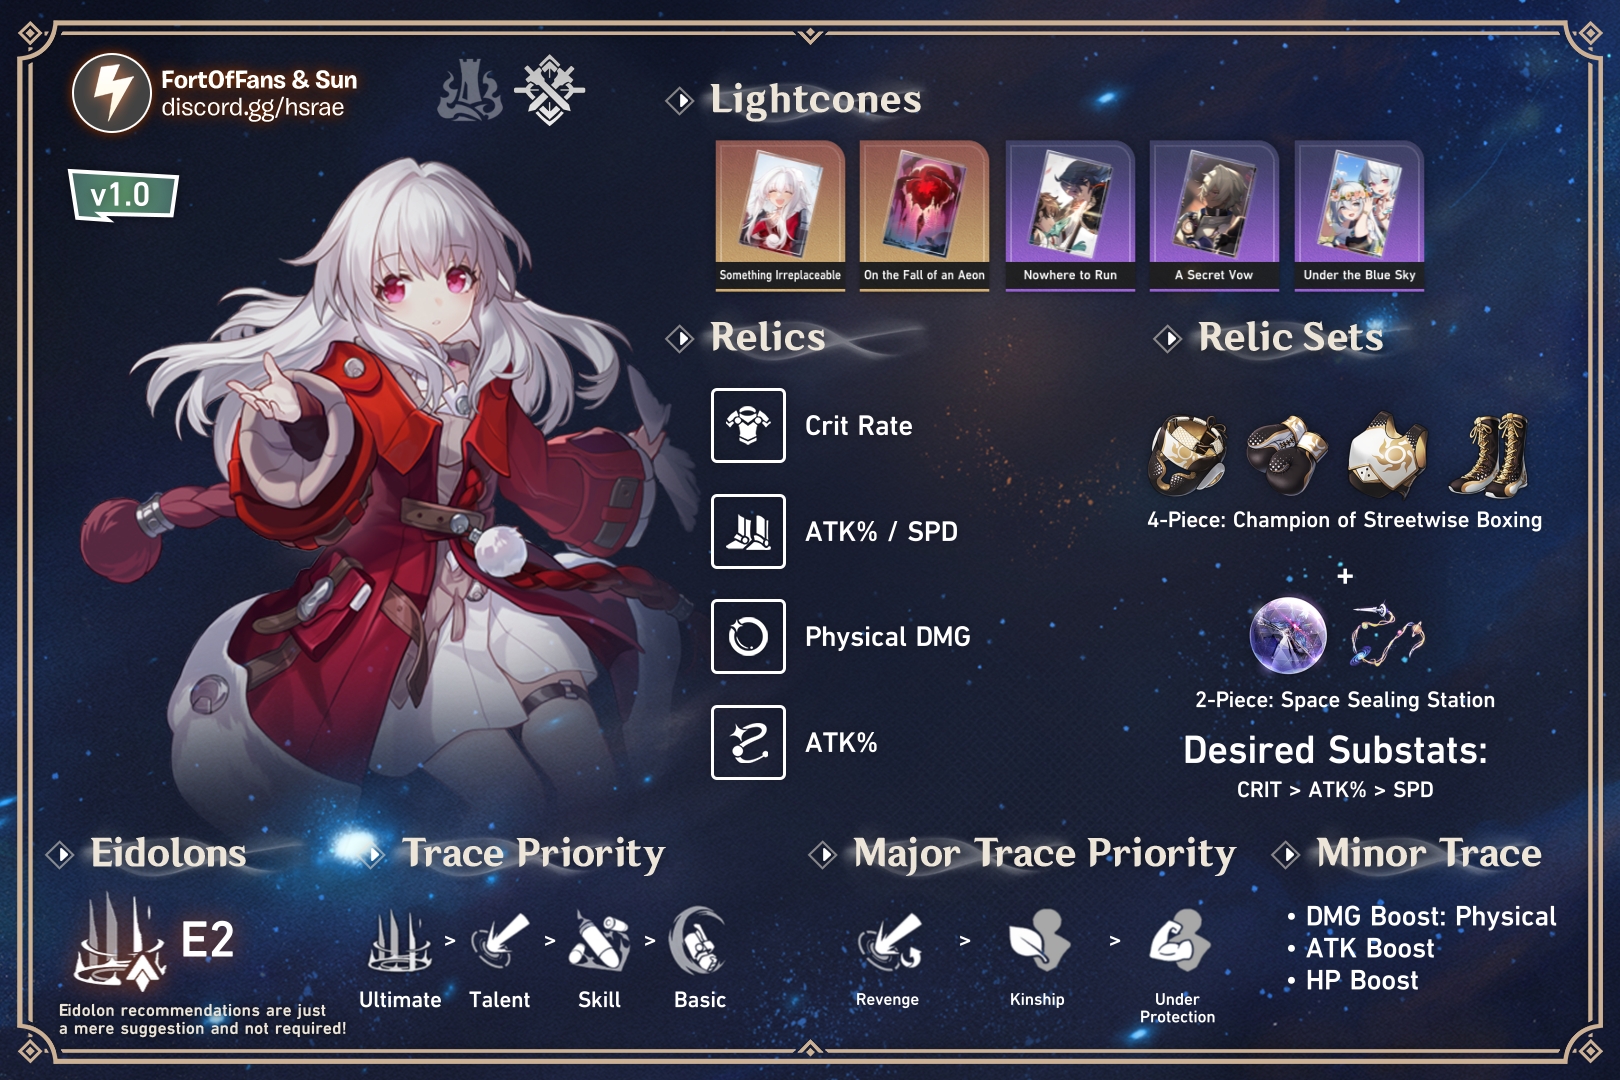 FortOfFans & Sun
discord.gg/hsrae
v1.0
Lightcones
Something Irreplaceable
On the Fall of an Aeon
Nowhere to Run
A Secret Vow
Under the Blue Sky
Relics
Crit Rate
ATK% / SPD
Physical DMG
ATK%
Relic Sets
4-Piece: Champion of Streetwise Boxing
+
2-Piece: Space Sealing Station
Desired Substats:
CRIT > ATK% > SPD
Eidolons
E2
Eidolon recommendations are just
a mere suggestion and not required!
Trace Priority
> > >
Ultimate Talent Skill Basic
Major Trace Priority
> >
Revenge Kinship Under
Protection
Minor Trace
• DMG Boost: Physical
• ATK Boost
• HP Boost